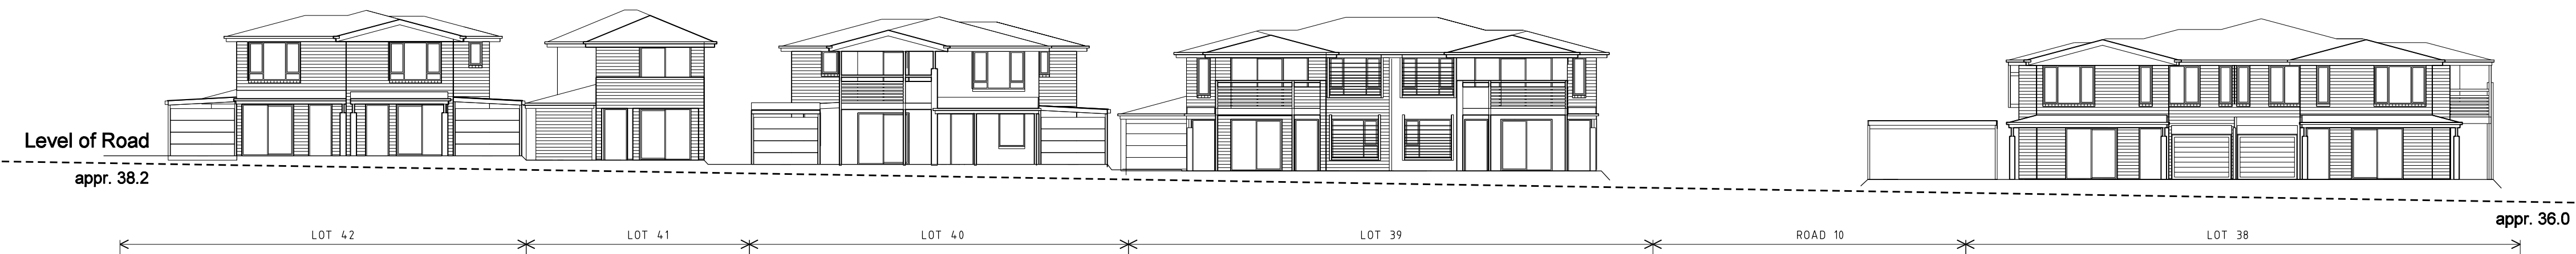 Level of Road
appr. 38.2
appr. 36.0
LOT 42
LOT 41
LOT 40
LOT 39
ROAD 10
LOT 38